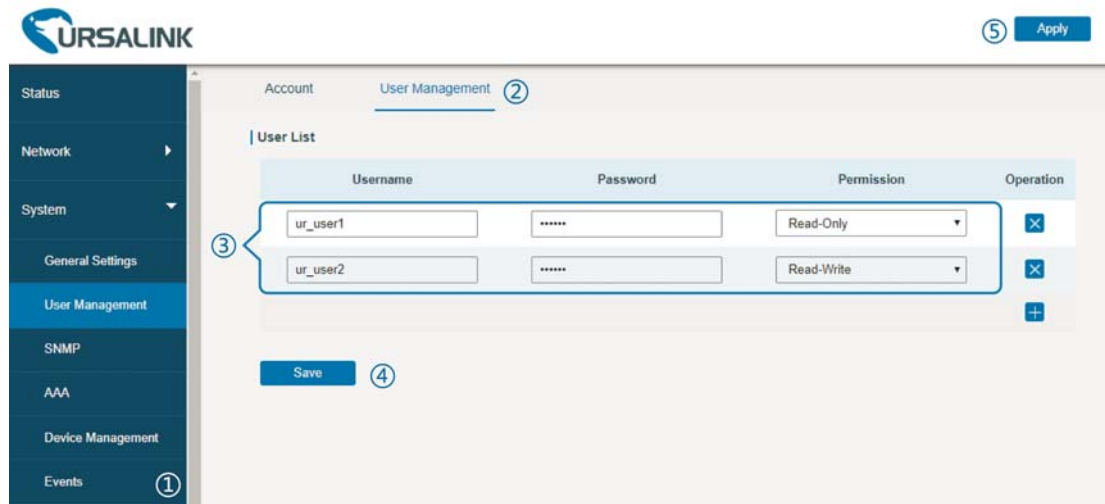 URSALINK
⑤ Apply
Status
Account User Management ②
User List
Network
Username Password Permission Operation
System
③
ur_user1 •••••• Read-Only
General Settings
ur_user2 •••••• Read-Write
User Management
SNMP
Save ④
AAA
Device Management
Events ①